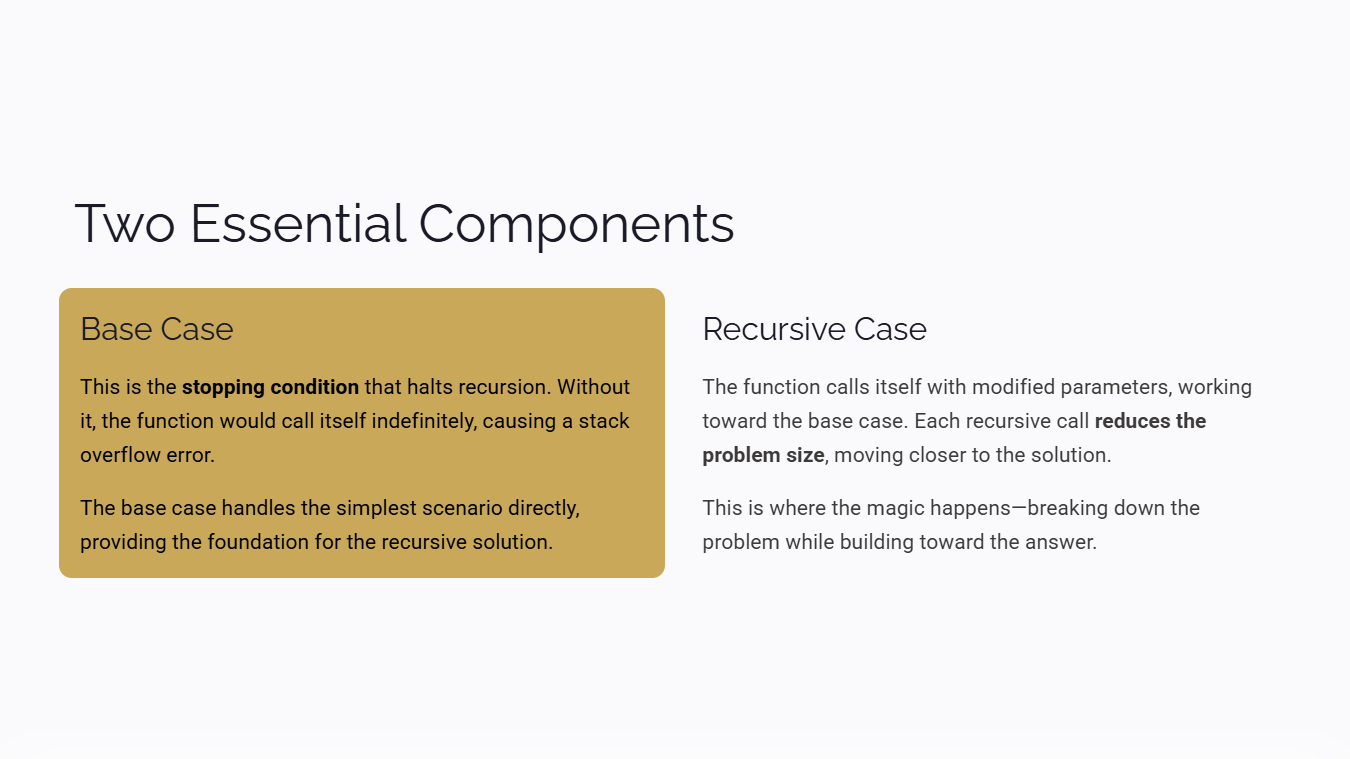 Two Essential Components
Base Case
This is the stopping condition that halts recursion. Without
it, the function would call itself indefinitely, causing a stack
overflow error.
The base case handles the simplest scenario directly,
providing the foundation for the recursive solution.
Recursive Case
The function calls itself with modified parameters, working
toward the base case. Each recursive call reduces the
problem size, moving closer to the solution.
This is where the magic happens—breaking down the
problem while building toward the answer.